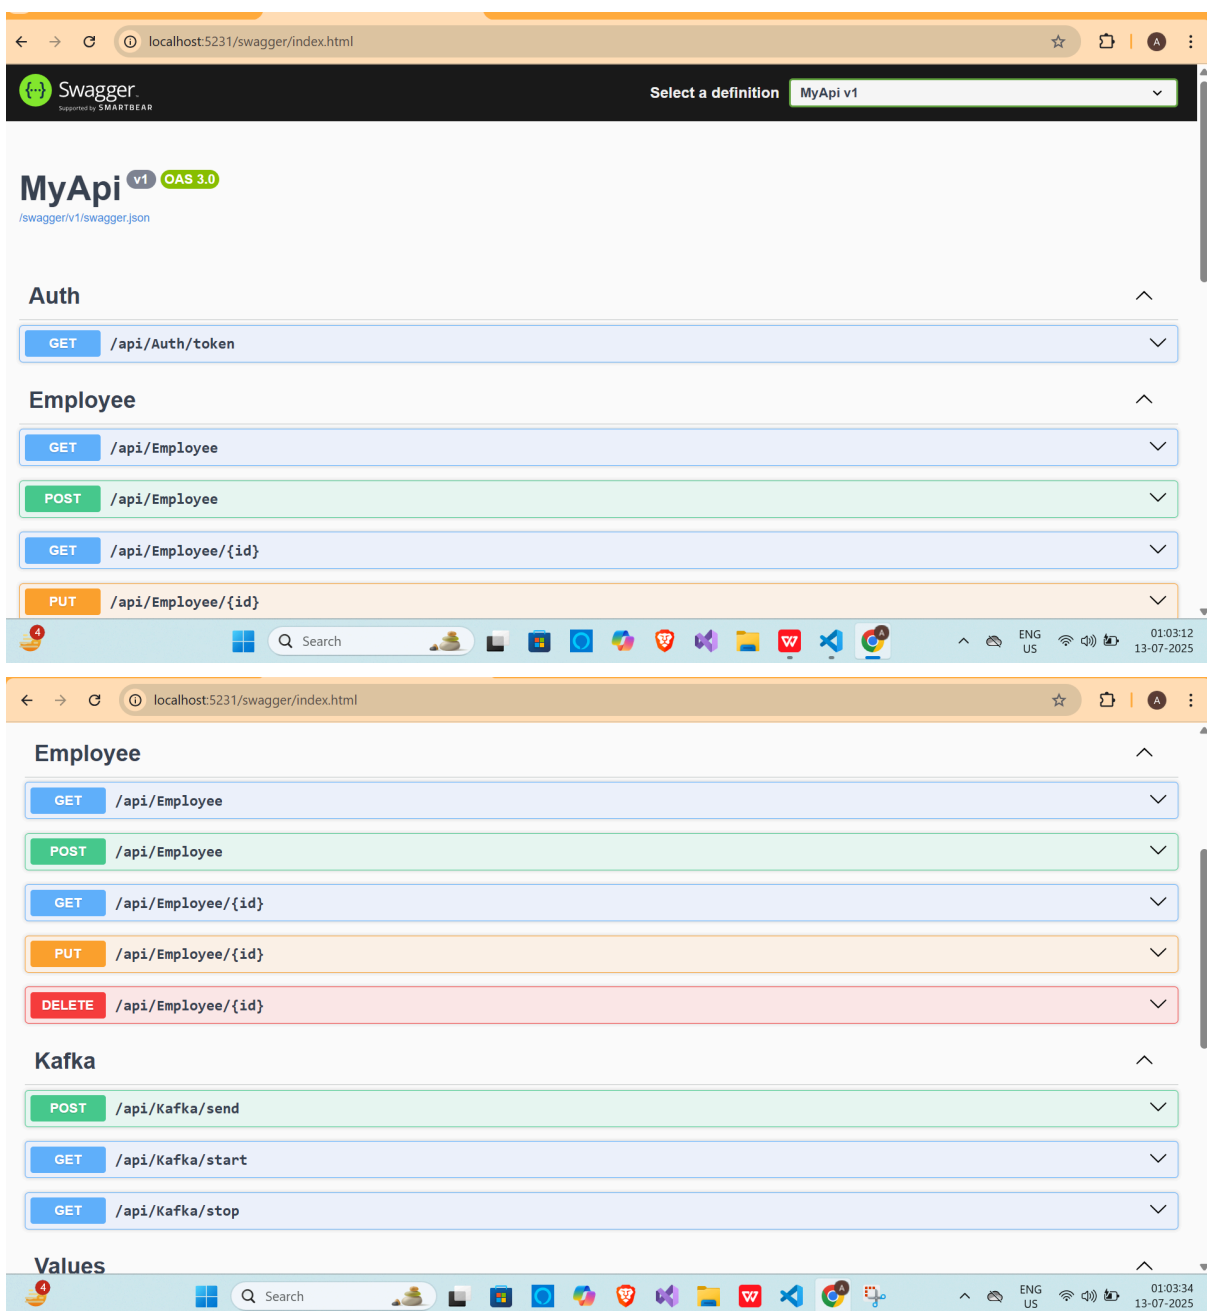 localhost:5231/swagger/index.html
A
Swagger
Supported by SMARTBEAR
Select a definition
MyApi v1
MyApi v1 OAS 3.0
/swagger/v1/swagger.json
Auth
GET /api/Auth/token
Employee
GET /api/Employee
POST /api/Employee
GET /api/Employee/{id}
PUT /api/Employee/{id}
4
Search
W
A
ENG
US
01:03:12
13-07-2025
localhost:5231/swagger/index.html
A
Employee
GET /api/Employee
POST /api/Employee
GET /api/Employee/{id}
PUT /api/Employee/{id}
DELETE /api/Employee/{id}
Kafka
POST /api/Kafka/send
GET /api/Kafka/start
GET /api/Kafka/stop
Values
4
Search
W
A
ENG
US
01:03:34
13-07-2025